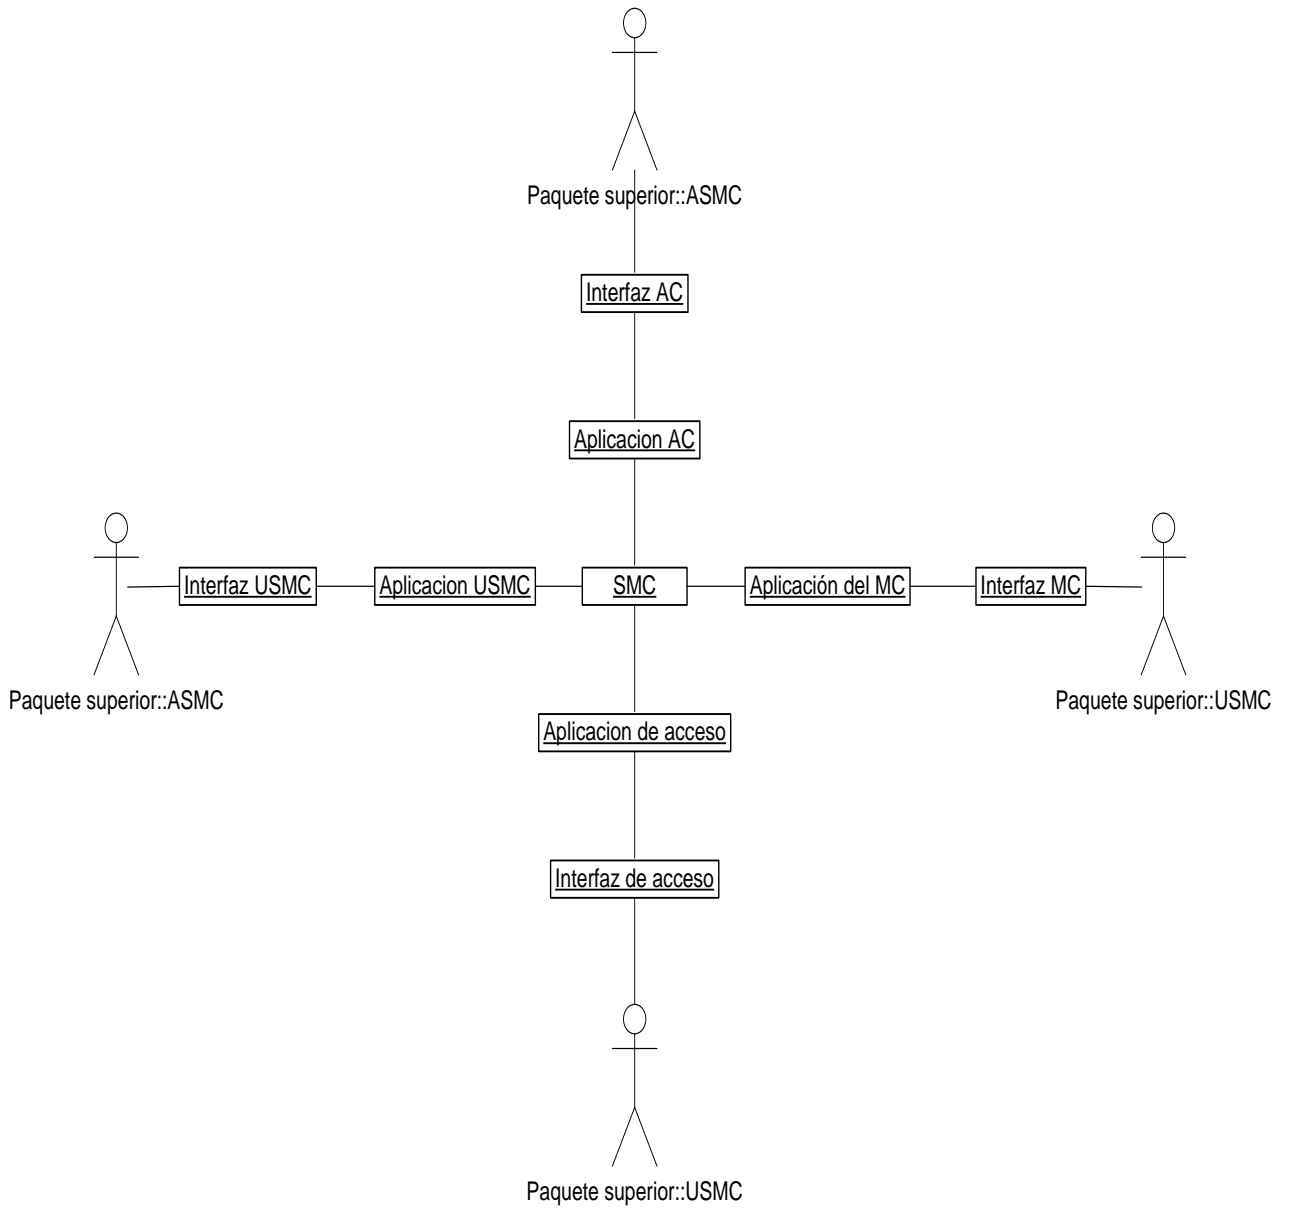 Paquete superior::ASMC
Interfaz AC
Aplicacion AC
Interfaz USMC
Aplicacion USMC
SMC
Aplicación del MC
Interfaz MC
Paquete superior::ASMC
Paquete superior::USMC
Aplicacion de acceso
Interfaz de acceso
Paquete superior::USMC